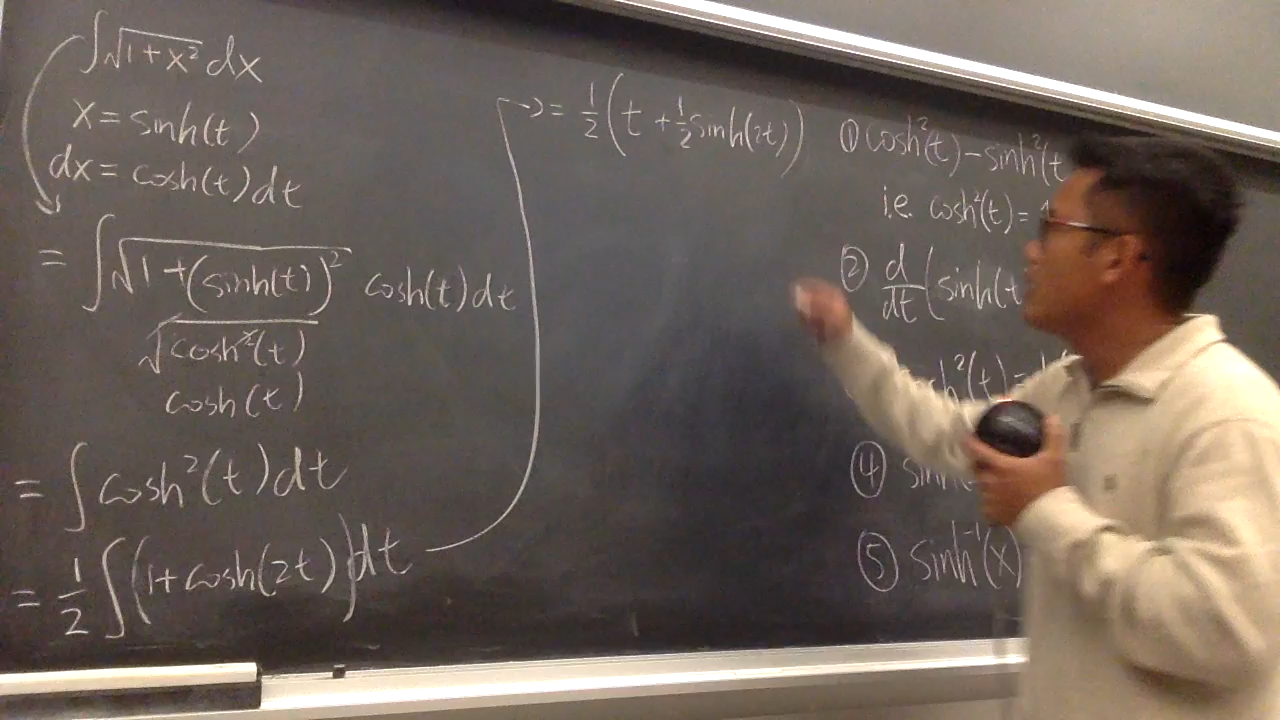 ∫√1+x² dx
x = sinh(t)
dx = cosh(t)dt
= ∫√1+(sinh(t))² cosh(t)dt
√cosh²(t)
cosh(t)
= ∫cosh²(t)dt
= 1/2 ∫(1+cosh(2t))dt
= 1/2 (t + 1/2 sinh(2t))
① cosh²(t) - sinh²(t
i.e. cosh²(t) =
② d/dt (sinh(t
cosh²(t) =
④ sinh
⑤ sinh⁻¹(x)